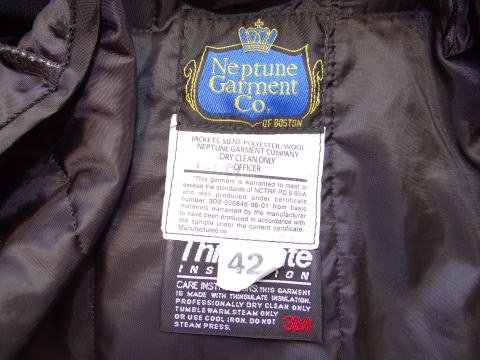 Neptune
Garment
Co.
OF BOSTON
JACKETS, MENS POLYESTER/WOOL
NEPTUNE GARMENT COMPANY
DRY CLEAN ONLY
OFFICER
"This garment is warranted to meet or
exceed the standards of NCTRF PD 6-93-A
and was produced under certificate
number 3D2-000846-96-01 from basic
materials warranted by the manufacturer
to have been produced in accordance with
the sample under the current certificate.
Manufactured on
42
CARE INSTRUCTIONS: THIS GARMENT
IS MADE WITH THINSULATE INSULATION.
PROFESSIONALLY DRY CLEAN ONLY
TUMBLE WARM. STEAM ONLY
OR USE COOL IRON. DO NOT
STEAM PRESS.
3M